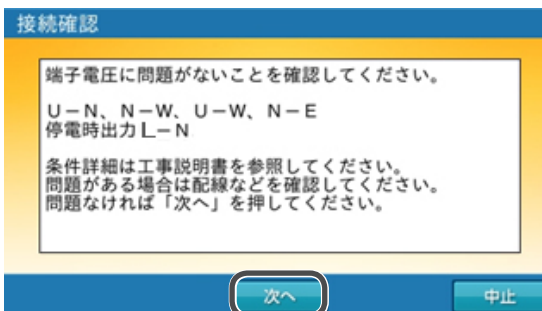 接続確認
端子電圧に問題がないことを確認してください。
U－N、N－W、U－W、N－E
停電時出力L－N
条件詳細は工事説明書を参照してください。
問題がある場合は配線などを確認してください。
問題なければ「次へ」を押してください。
次へ
中止